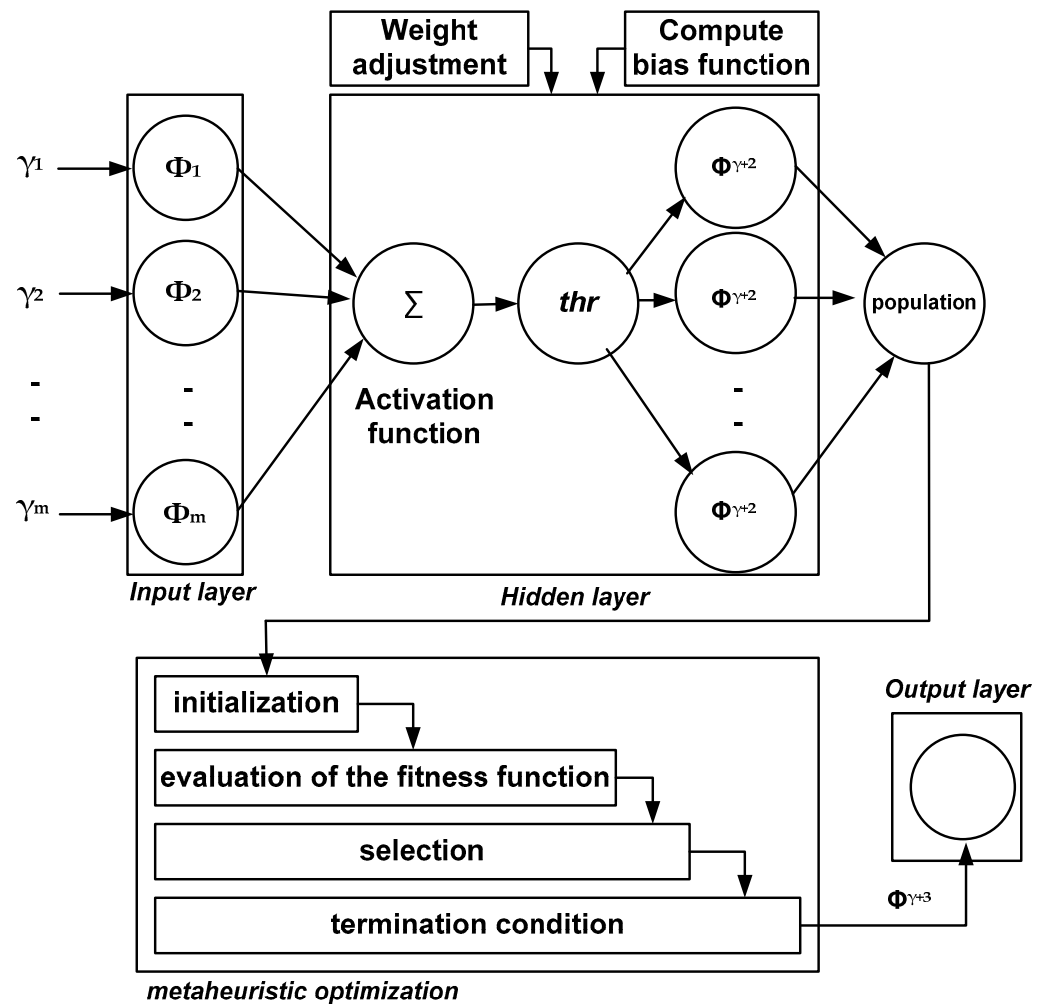 Weight
adjustment
Compute
bias function
γ1
Φ1
Φγ+2
γ2
Φ2
Σ
thr
Φγ+2
population
-
-
-
-
-
-
Activation
function
γm
Φm
Φγ+2
Input layer
Hidden layer
initialization
Output layer
evaluation of the fitness function
selection
termination condition
Φγ+3
metaheuristic optimization